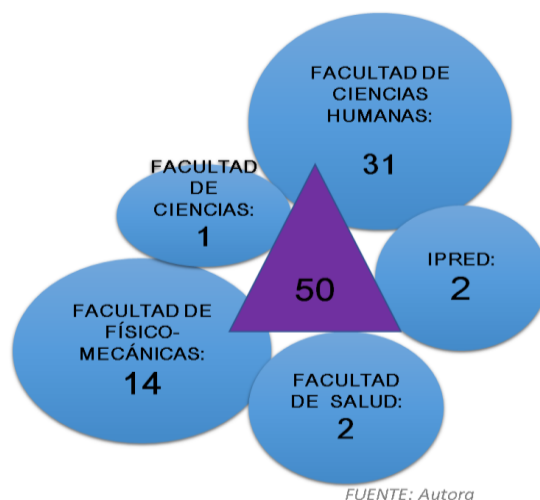 FACULTAD DE
CIENCIAS
HUMANAS:
31
FACULTAD
DE
CIENCIAS:
1
IPRED:
2
50
FACULTAD DE
FÍSICO-
MECÁNICAS:
14
FACULTAD
DE SALUD:
2
FUENTE: Autora